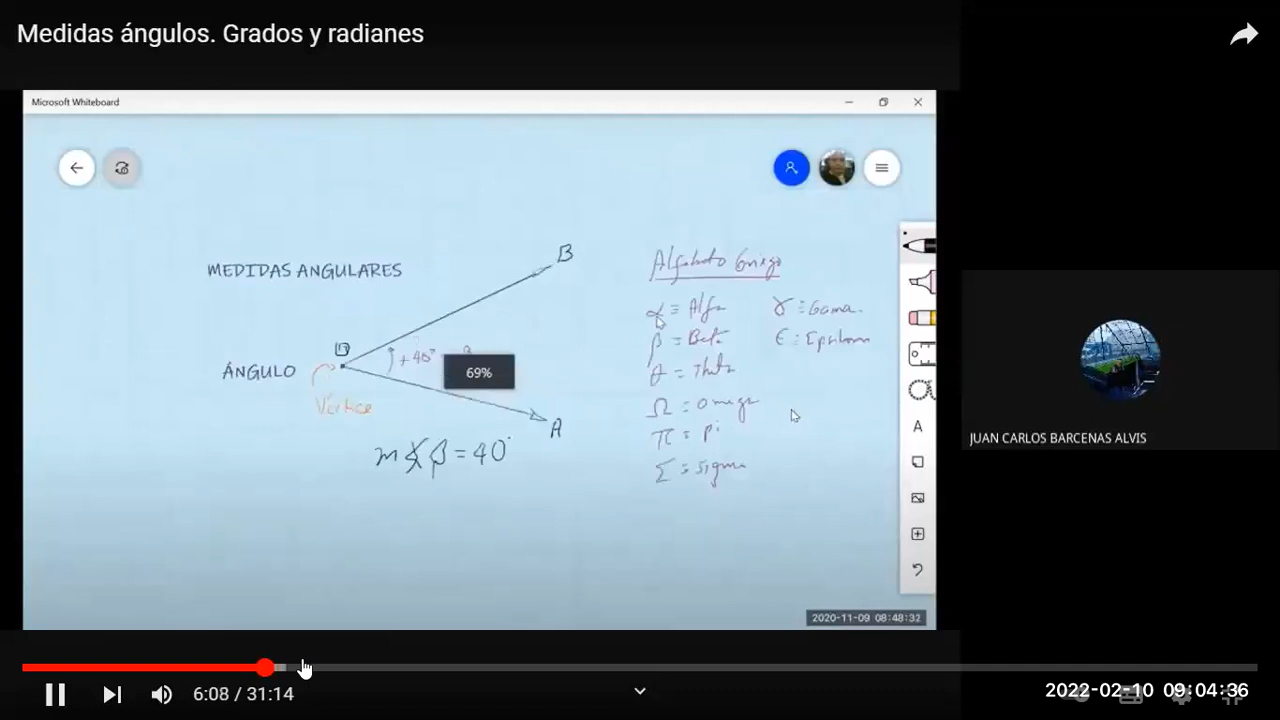 Medidas ángulos. Grados y radianes
Microsoft Whiteboard
MEDIDAS ANGULARES
B
ÁNGULO
+40°
69%
Vértice
A
m∡β=40°
Alfabeto Griego
α = Alfa
γ = Gama
β = Beta
θ = Theta
Ω = Omega
π = pi
Σ = sigma
JUAN CARLOS BARCENAS ALVIS
2020-11-09 08:48:32
6:08 / 31:14
2022-02-10 09:04:36